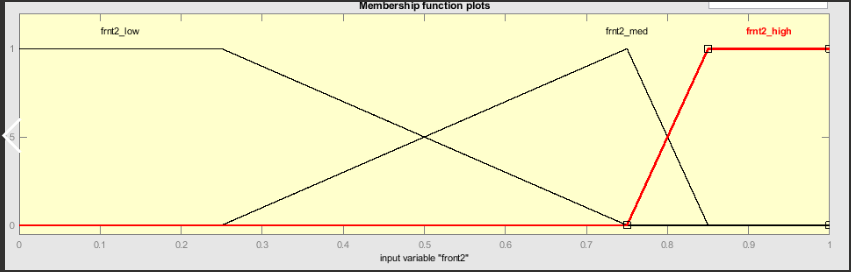 Membership function plots
frnt2_low frnt2_med frnt2_high
1
0
0 0.1 0.2 0.3 0.4 0.5 0.6 0.7 0.8 0.9 1
input variable "front2"